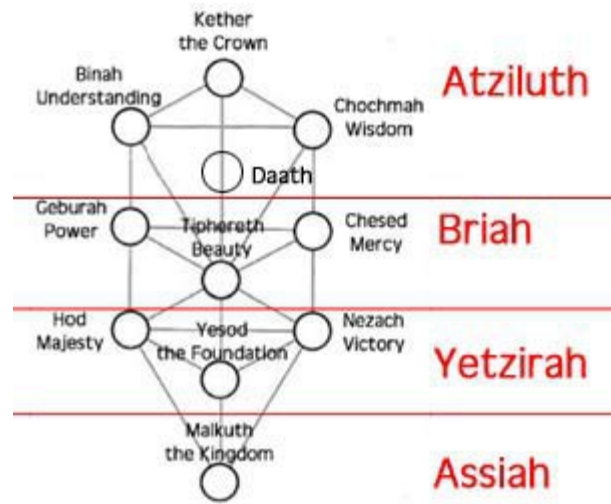 Kether
the Crown
Atziluth
Binah
Understanding
Chochmah
Wisdom
Daath
Geburah
Power
Tiphereth
Beauty
Chesed
Mercy
Briah
Hod
Majesty
Yesod
the Foundation
Nezach
Victory
Yetzirah
Malkuth
the Kingdom
Assiah